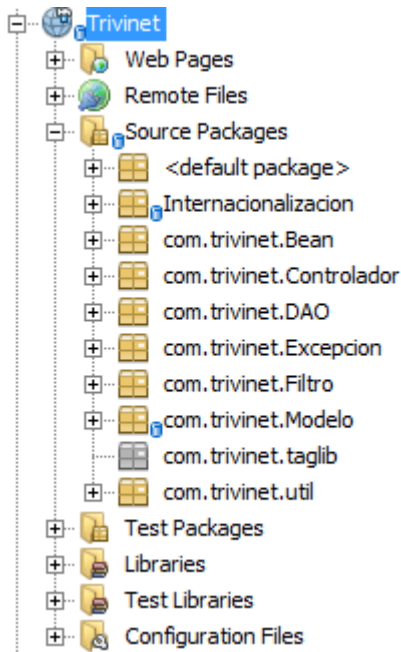 Trivinet
Web Pages
Remote Files
Source Packages
<default package>
Internacionalizacion
com.trivinet.Bean
com.trivinet.Controlador
com.trivinet.DAO
com.trivinet.Excepcion
com.trivinet.Filtro
com.trivinet.Modelo
com.trivinet.taglib
com.trivinet.util
Test Packages
Libraries
Test Libraries
Configuration Files